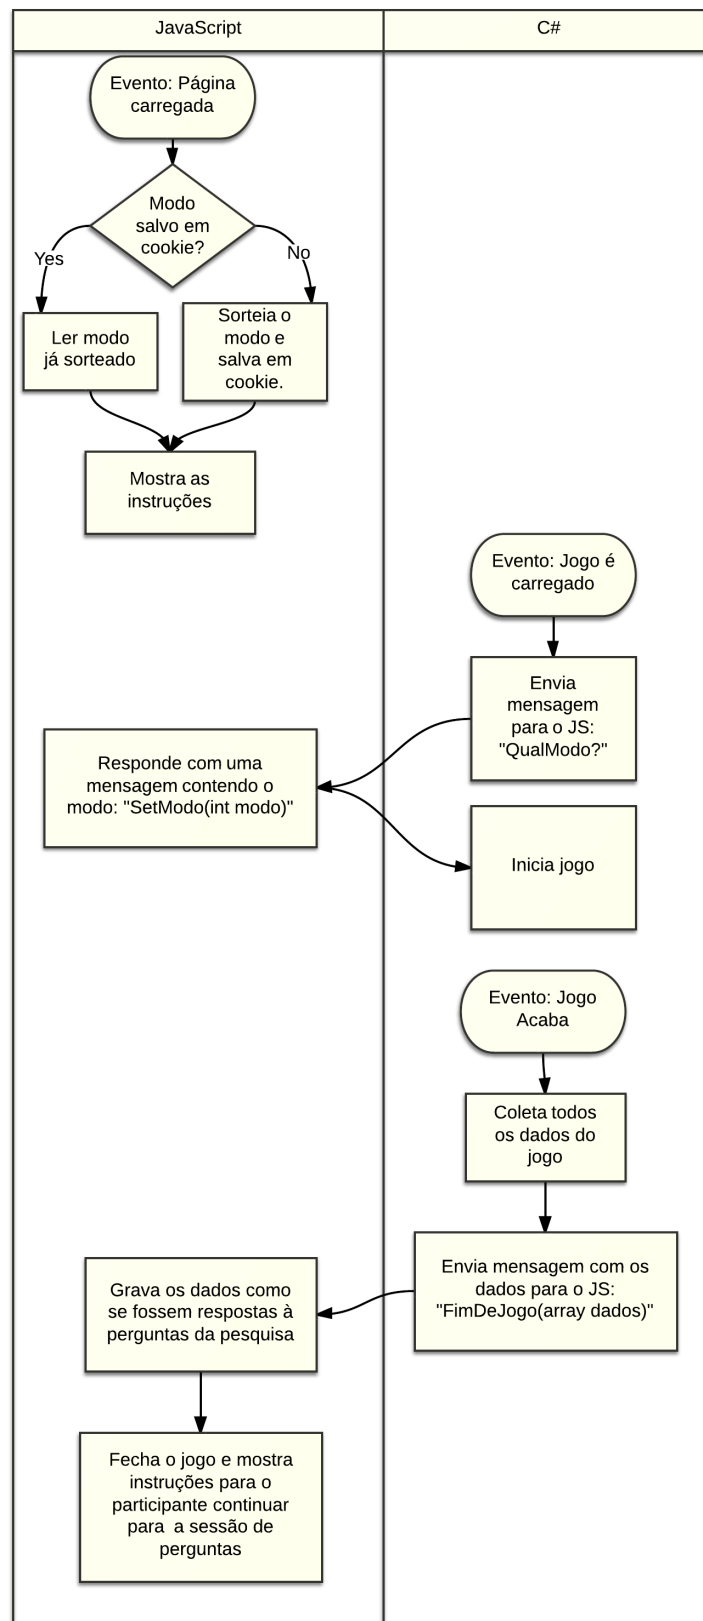 JavaScript
C#
Evento: Página
carregada
Modo
salvo em
cookie?
Yes
No
Ler modo
já sorteado
Sorteia o
modo e
salva em
cookie.
Mostra as
instruções
Evento: Jogo é
carregado
Envia
mensagem
para o JS:
"QualModo?"
Responde com uma
mensagem contendo o
modo: "SetModo(int modo)"
Inicia jogo
Evento: Jogo
Acaba
Coleta todos
os dados do
jogo
Envia mensagem com os
dados para o JS:
"FimDeJogo(array dados)"
Grava os dados como
se fossem respostas à
perguntas da pesquisa
Fecha o jogo e mostra
instruções para o
participante continuar
para  a sessão de
perguntas